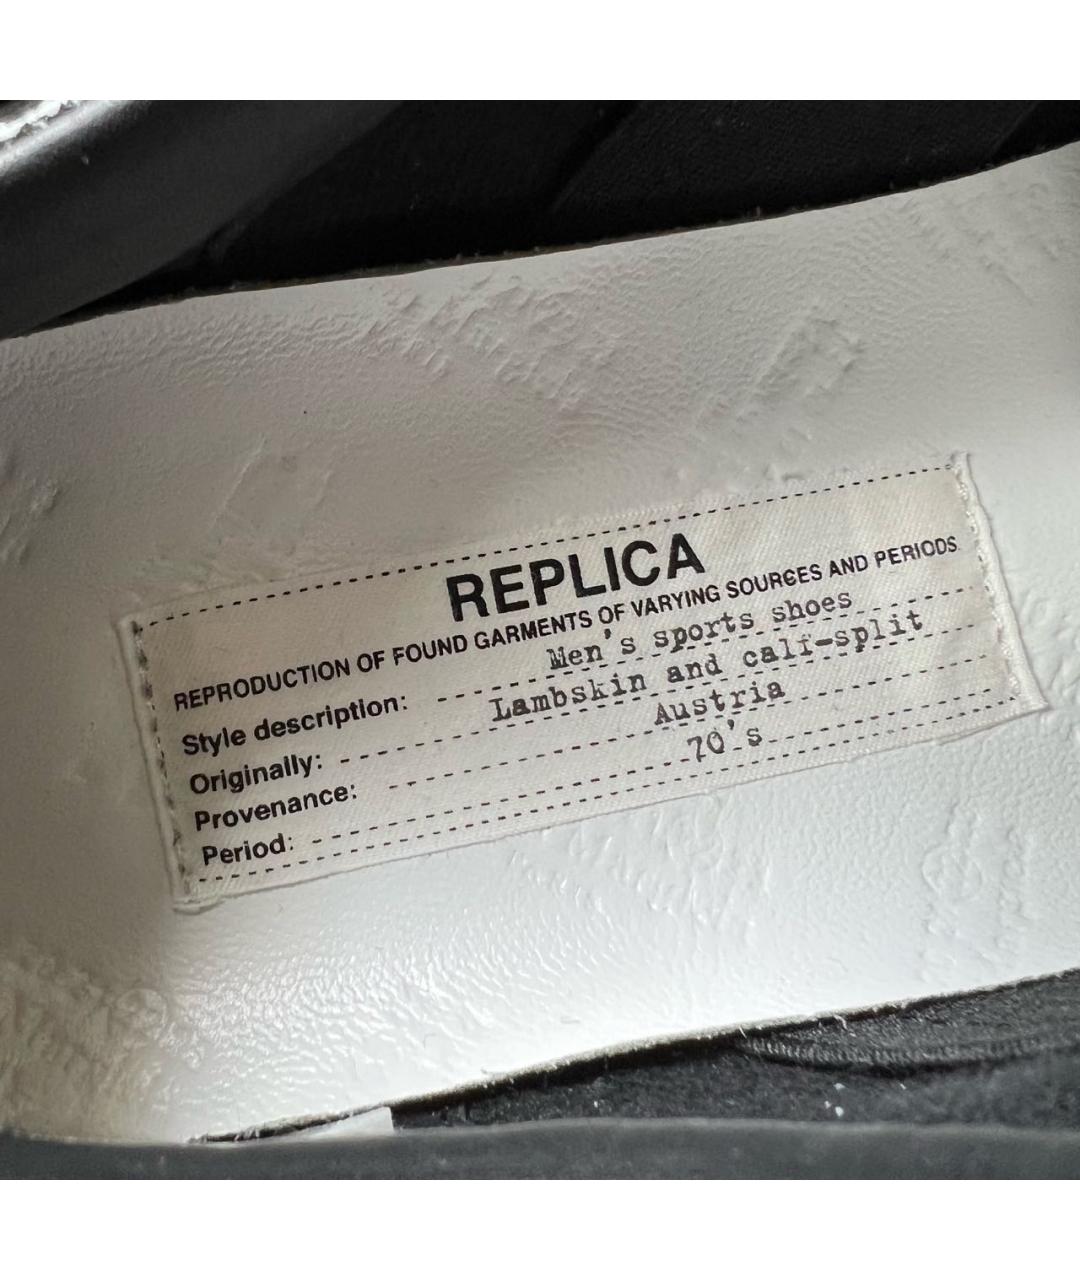 REPLICA
REPRODUCTION OF FOUND GARMENTS OF VARYING SOURCES AND PERIODS
Style description: Men's sports shoes
Originally: Lambskin and calf-split
Provenance: Austria
Period: 70's